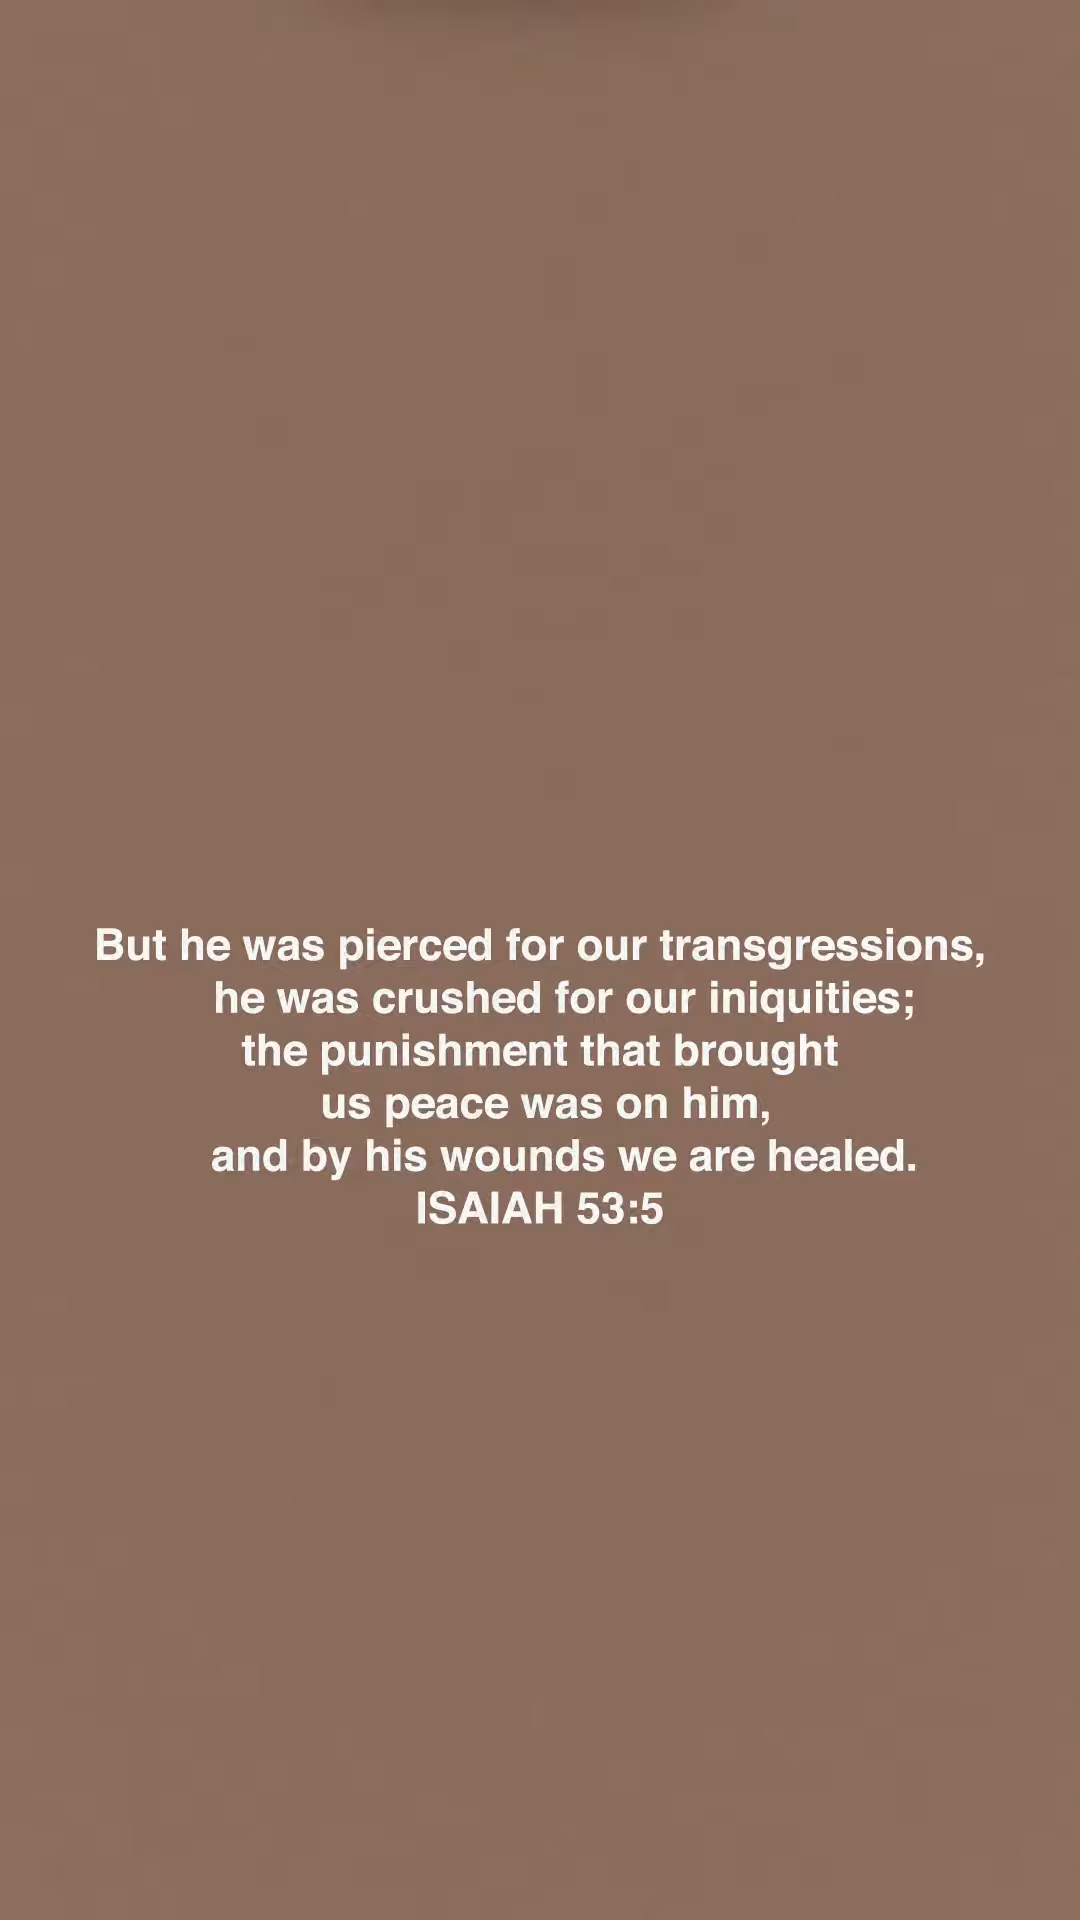 But he was pierced for our transgressions,
he was crushed for our iniquities;
the punishment that brought
us peace was on him,
and by his wounds we are healed.
ISAIAH 53:5